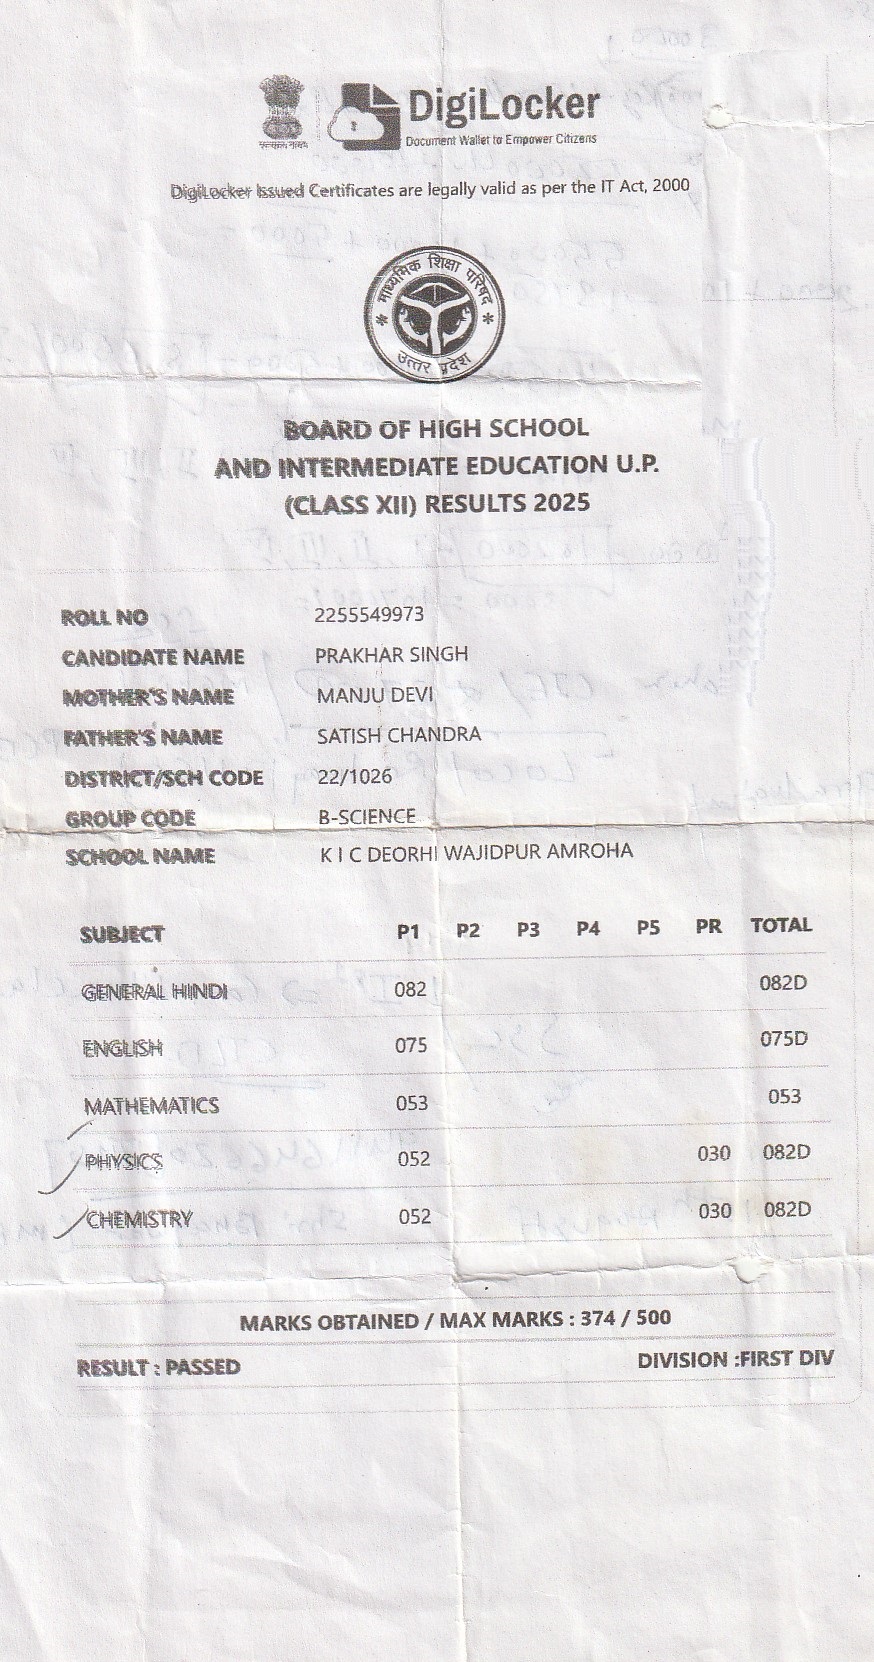 सत्यमेव जयते
DigiLocker
Document Wallet to Empower Citizens
DigiLocker Issued Certificates are legally valid as per the IT Act, 2000
माध्यमिक शिक्षा परिषद
उत्तर प्रदेश
BOARD OF HIGH SCHOOL
AND INTERMEDIATE EDUCATION U.P.
(CLASS XII) RESULTS 2025
ROLL NO 2255549973
CANDIDATE NAME PRAKHAR SINGH
MOTHER'S NAME MANJU DEVI
FATHER'S NAME SATISH CHANDRA
DISTRICT/SCH CODE 22/1026
GROUP CODE B-SCIENCE
SCHOOL NAME K I C DEORHI WAJIDPUR AMROHA
SUBJECT P1 P2 P3 P4 P5 PR TOTAL
GENERAL HINDI 082 082D
ENGLISH 075 075D
MATHEMATICS 053 053
PHYSICS 052 030 082D
CHEMISTRY 052 030 082D
MARKS OBTAINED / MAX MARKS : 374 / 500
RESULT : PASSED DIVISION :FIRST DIV